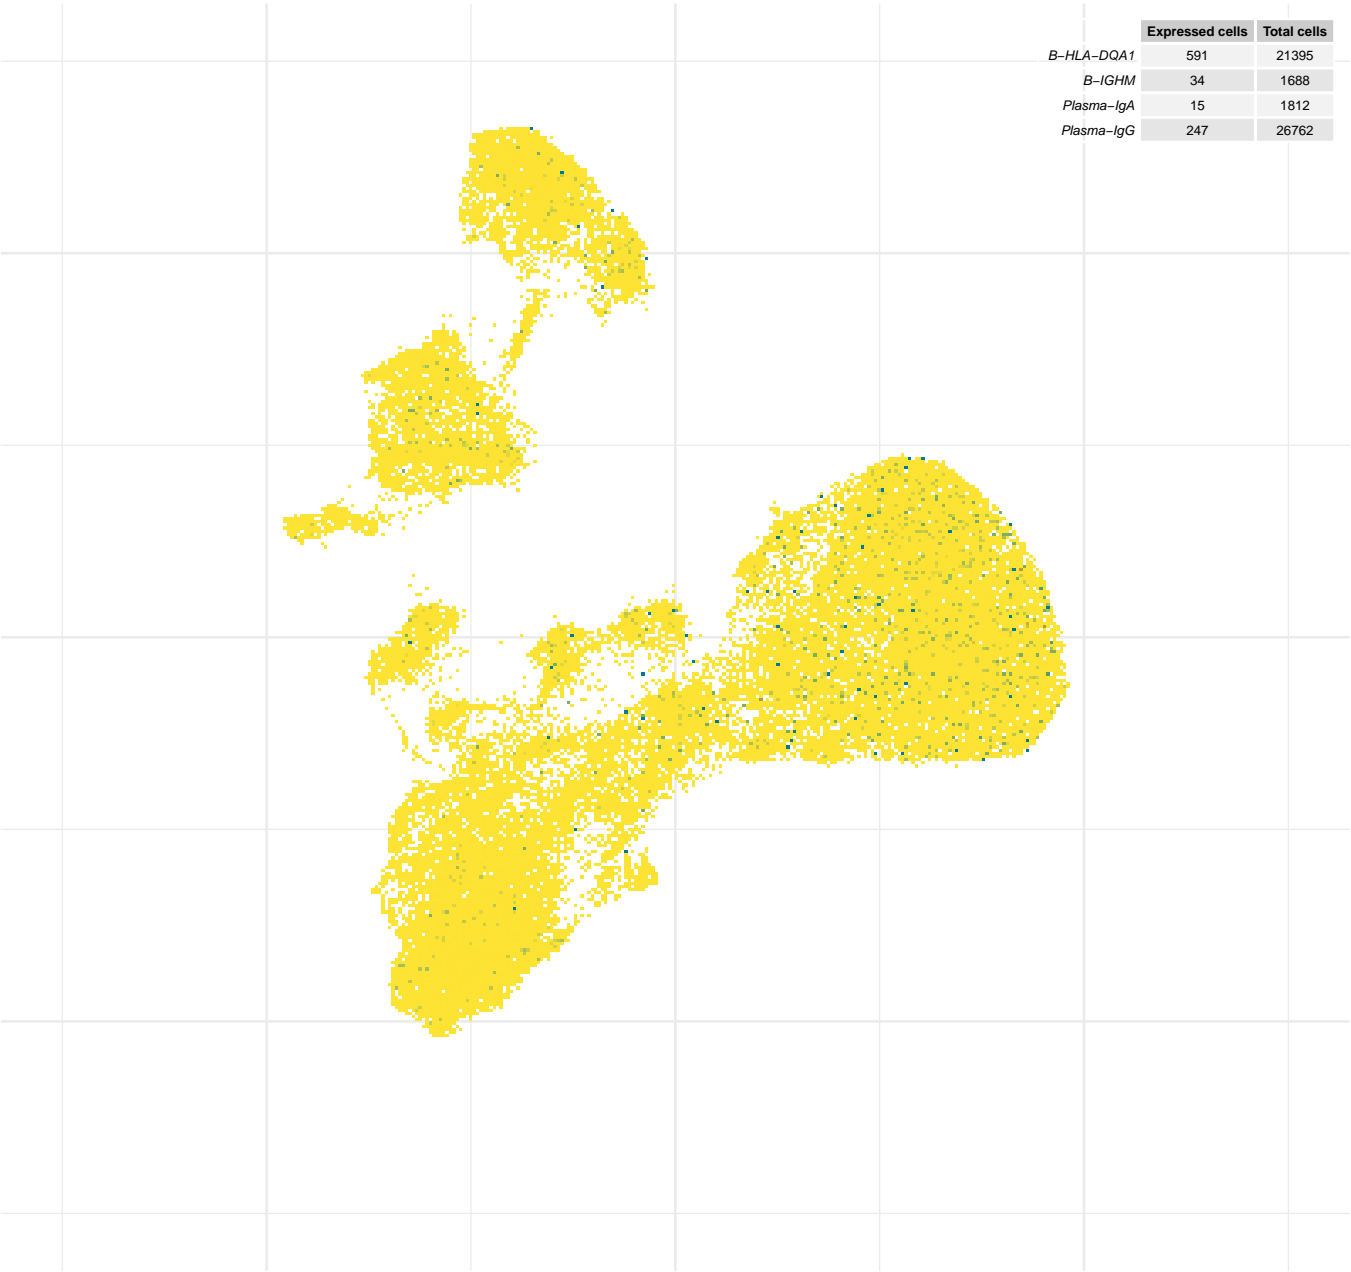 Expressed cells Total cells
B−HLA−DQA1 591 21395
B−IGHM 34 1688
Plasma−IgA 15 1812
Plasma−IgG 247 26762